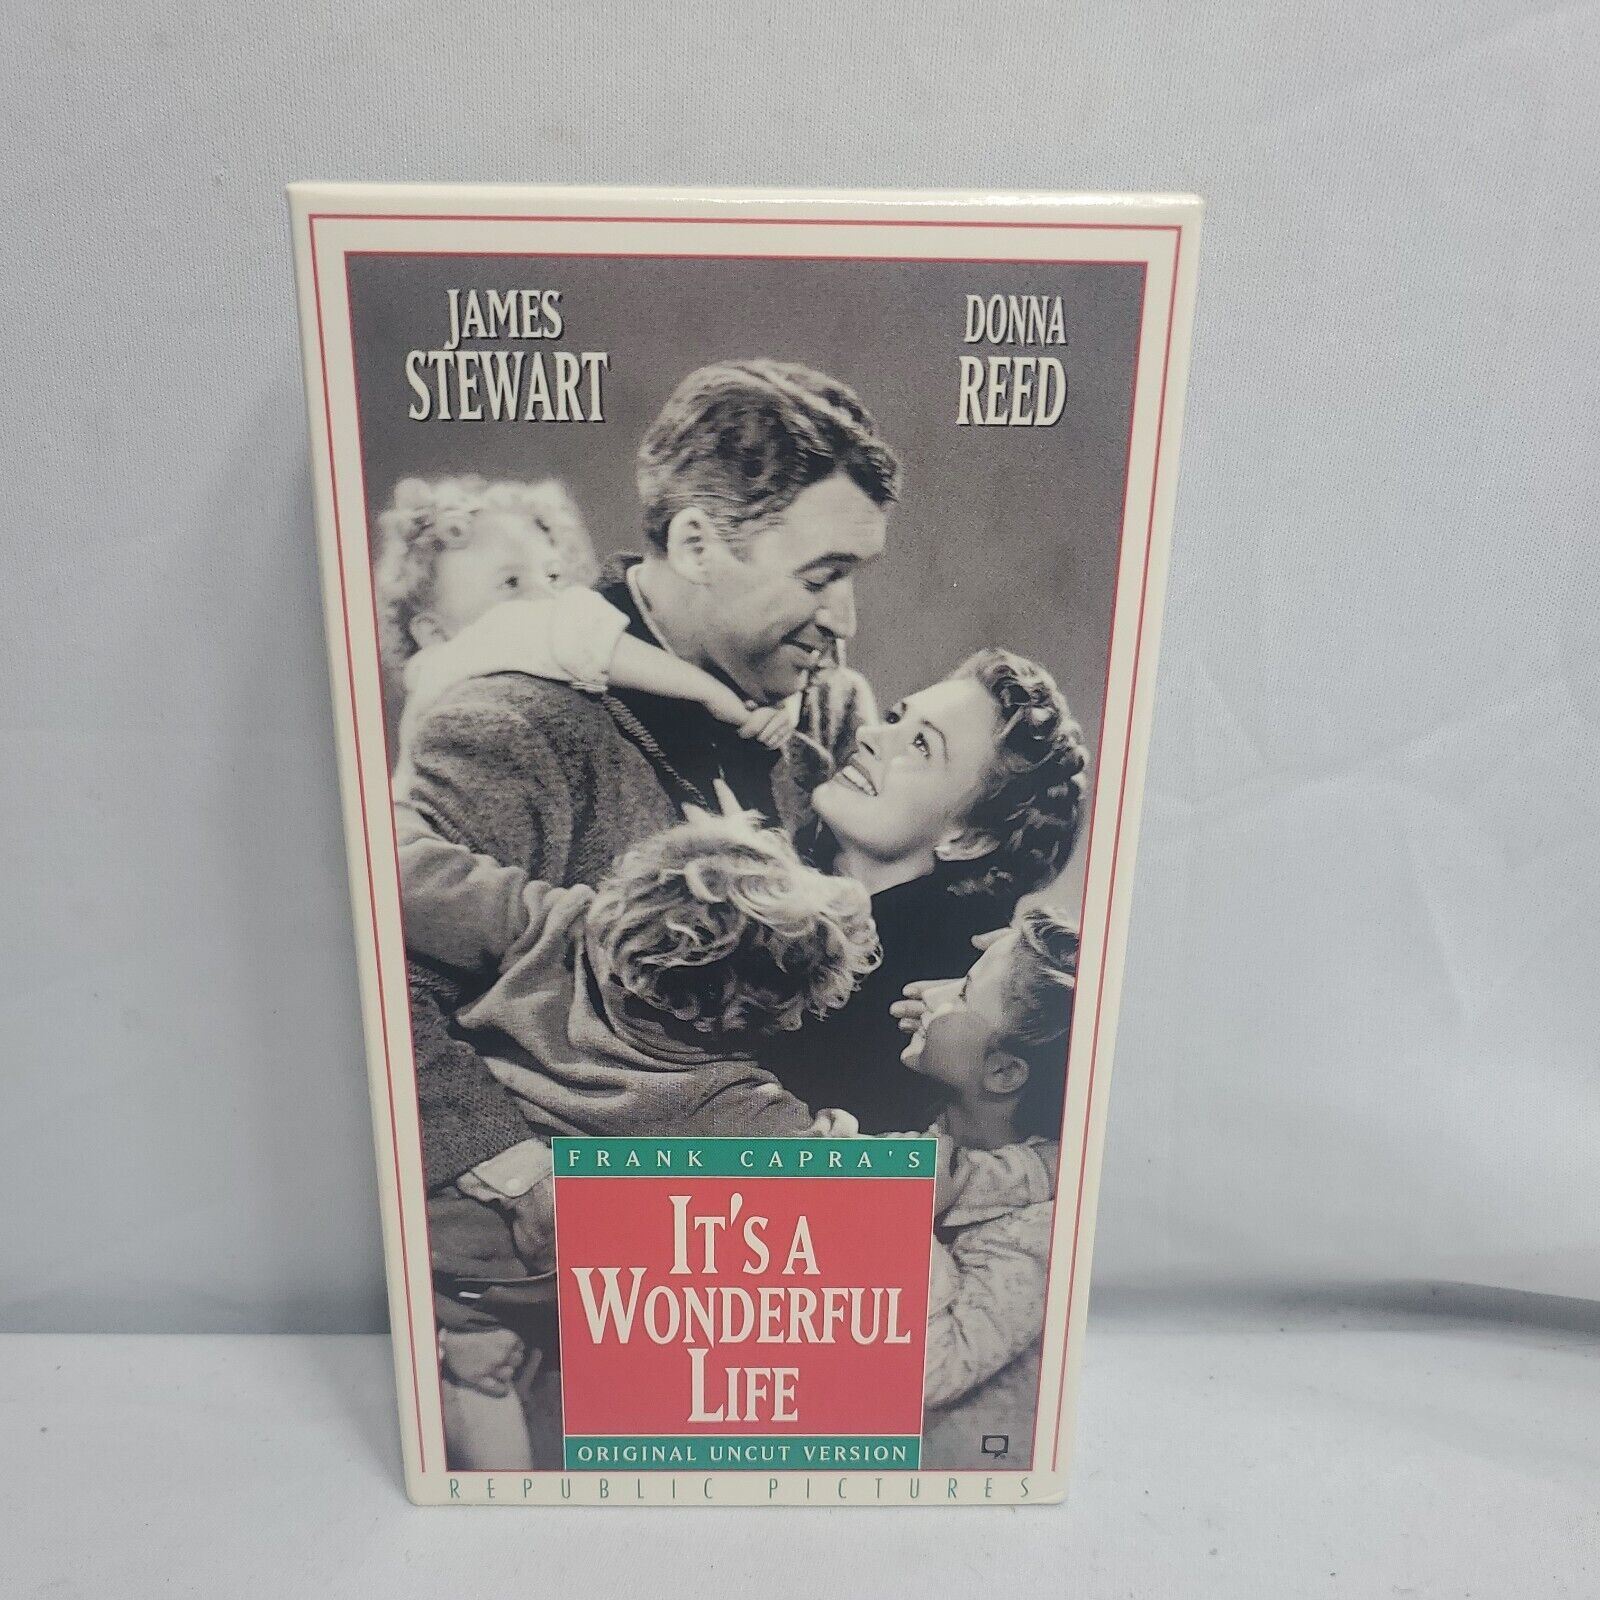 JAMES
STEWART
DONNA
REED
FRANK CAPRA'S
IT'S A
WONDERFUL
LIFE
ORIGINAL UNCUT VERSION
REPUBLIC PICTURES